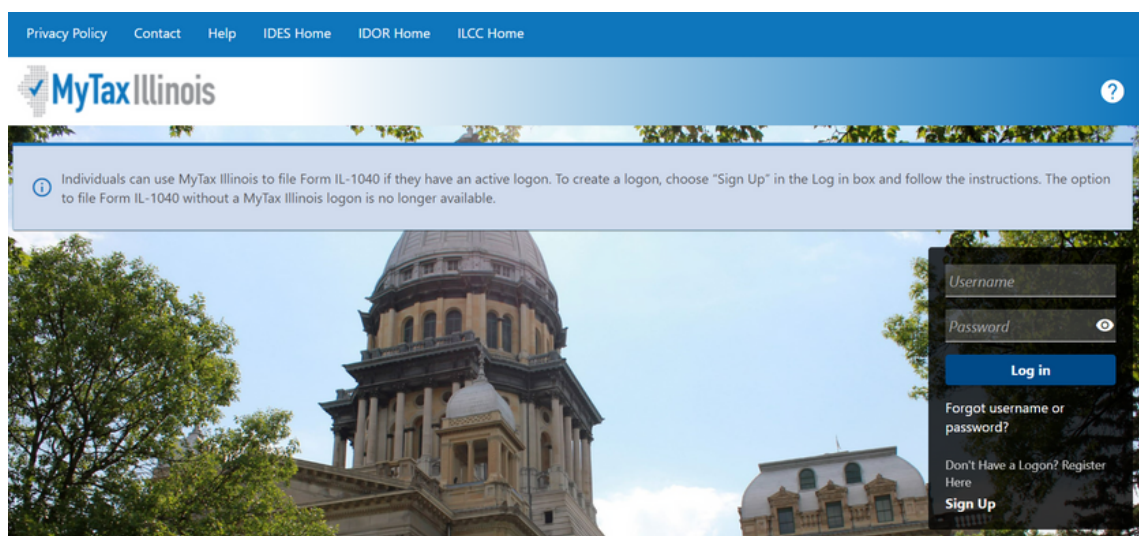 Privacy Policy Contact Help IDES Home IDOR Home ILCC Home
MyTax Illinois
?
Individuals can use MyTax Illinois to file Form IL-1040 if they have an active logon. To create a logon, choose "Sign Up" in the Log in box and follow the instructions. The option
to file Form IL-1040 without a MyTax Illinois logon is no longer available.
Username
Password
Log in
Forgot username or
password?
Don't Have a Logon? Register
Here
Sign Up